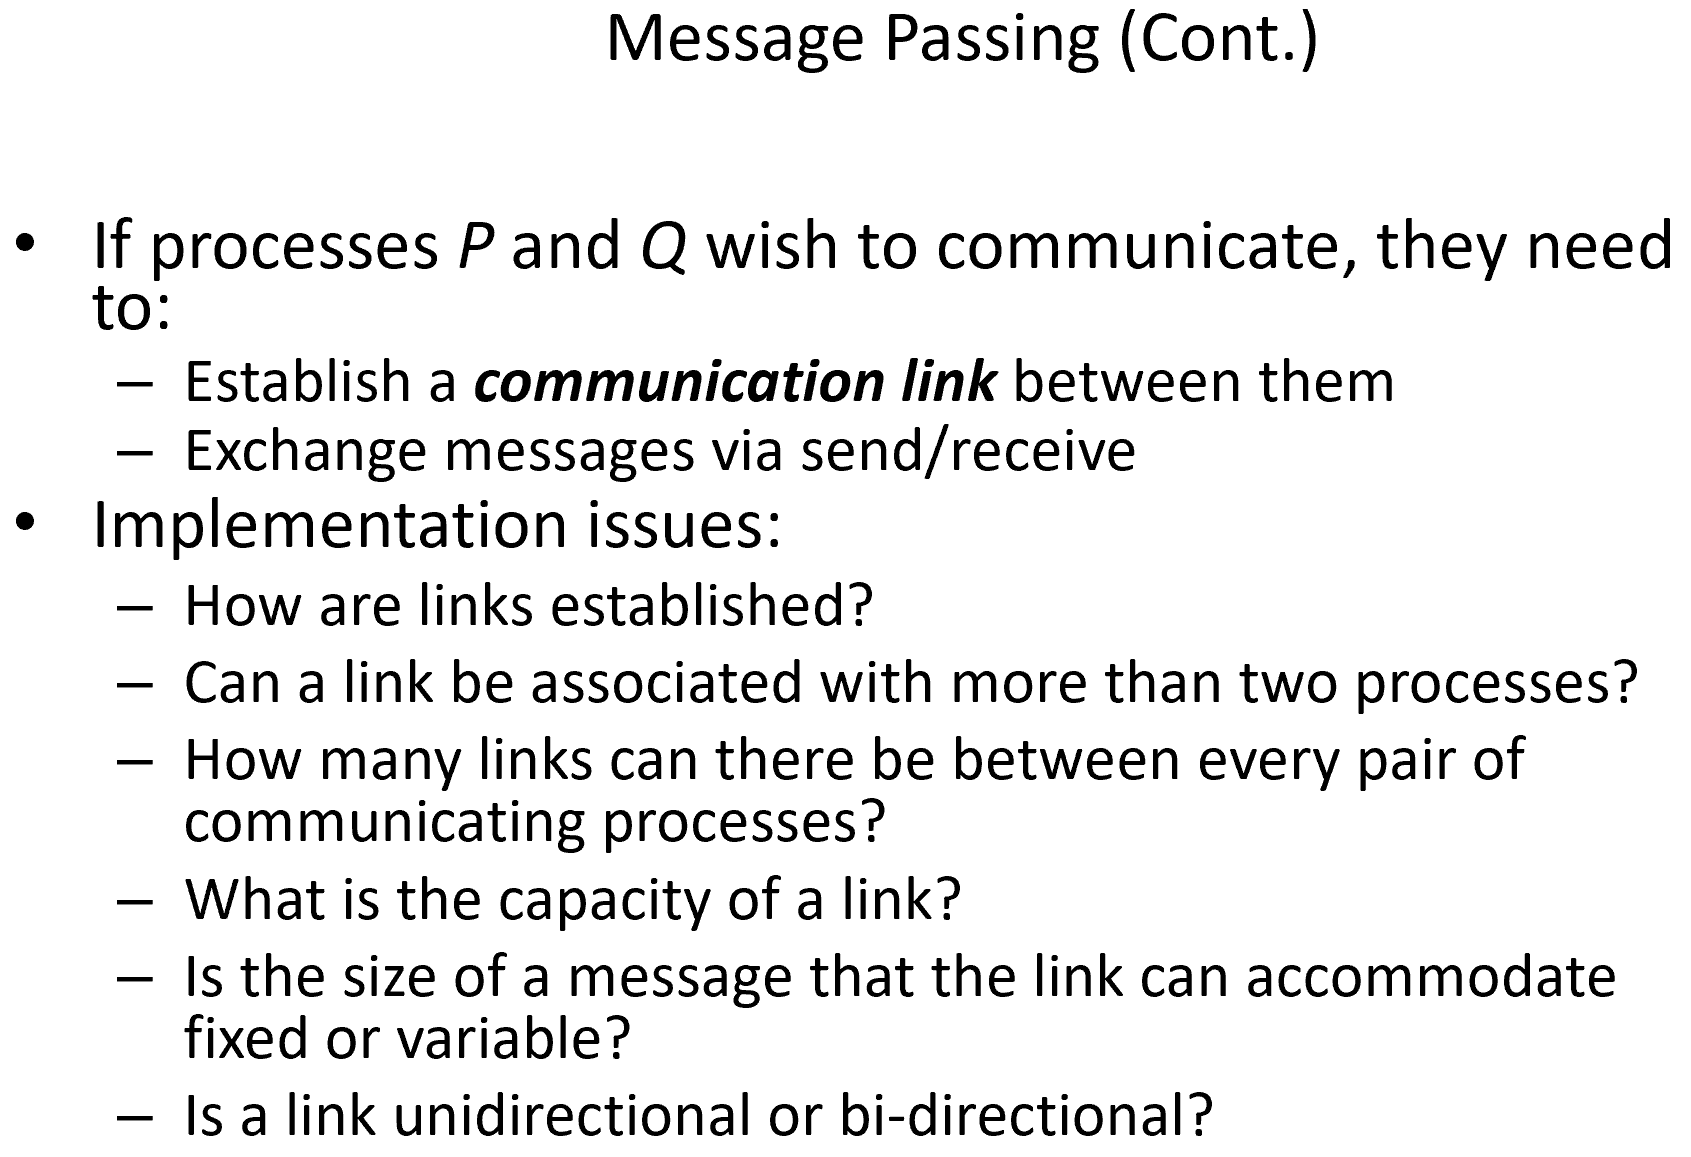 Message Passing (Cont.)
• If processes P and Q wish to communicate, they need
to:
– Establish a communication link between them
– Exchange messages via send/receive
• Implementation issues:
– How are links established?
– Can a link be associated with more than two processes?
– How many links can there be between every pair of
communicating processes?
– What is the capacity of a link?
– Is the size of a message that the link can accommodate
fixed or variable?
– Is a link unidirectional or bi-directional?